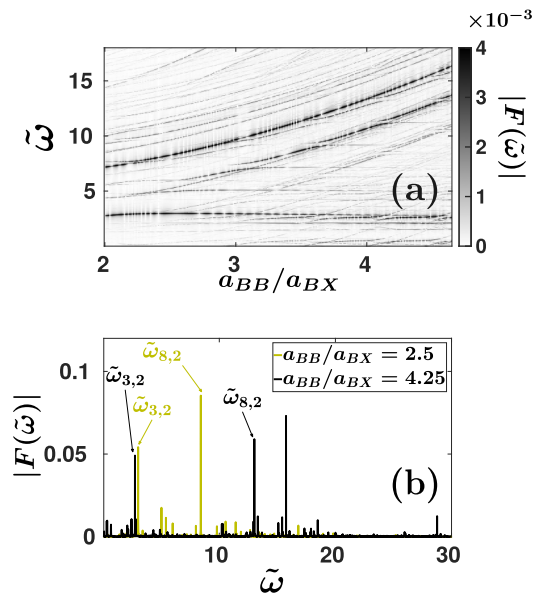 ×10⁻³
15
10
5
ω̃
(a)
4
3
2
1
0
|F(ω̃)|
2
3
4
a_BB/a_BX
ω̃_8,2
ω̃_3,2
ω̃_3,2
ω̃_8,2
a_BB/a_BX = 2.5
a_BB/a_BX = 4.25
0.1
0.05
0
|F(ω̃)|
(b)
10
20
30
ω̃